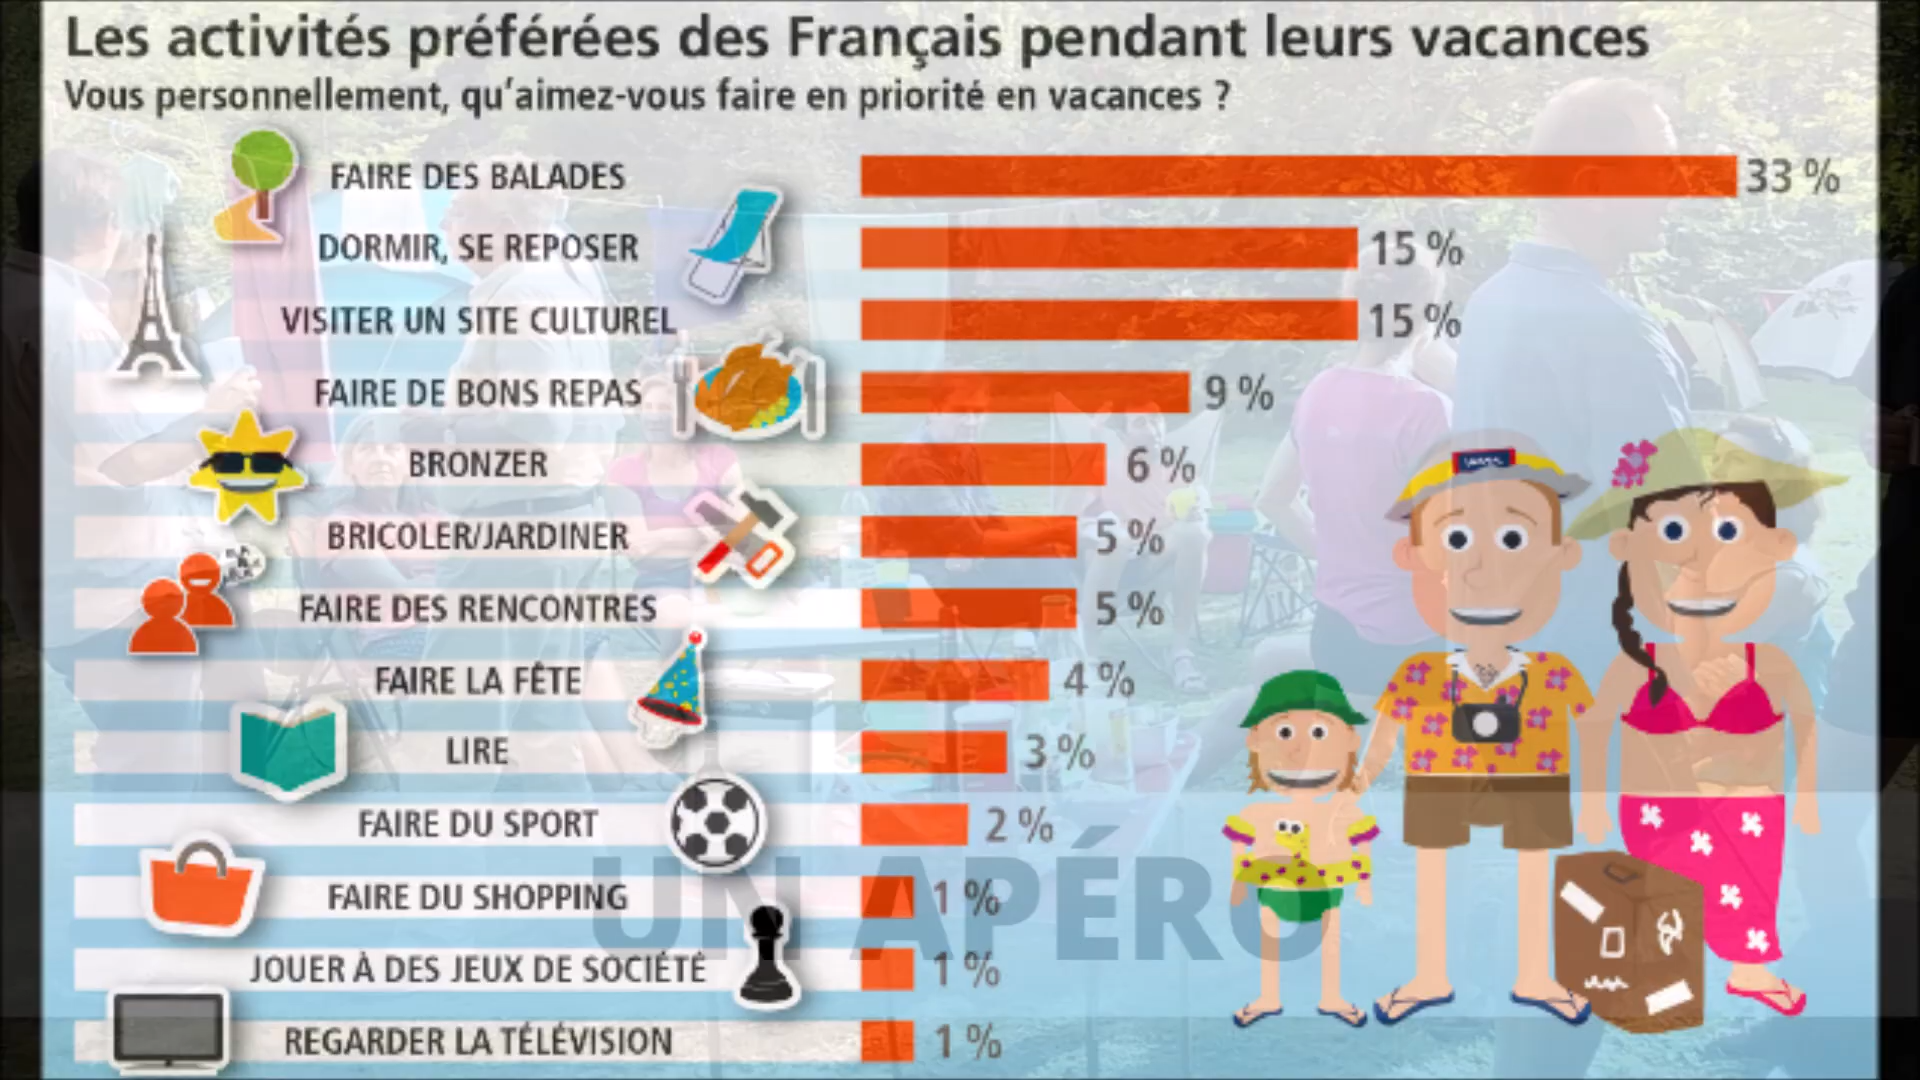 Les activités préférées des Français pendant leurs vacances
Vous personnellement, qu'aimez-vous faire en priorité en vacances ?
FAIRE DES BALADES 33 %
DORMIR, SE REPOSER 15 %
VISITER UN SITE CULTUREL 15 %
FAIRE DE BONS REPAS 9 %
BRONZER 6 %
BRICOLER/JARDINER 5 %
FAIRE DES RENCONTRES 5 %
FAIRE LA FÊTE 4 %
LIRE 3 %
FAIRE DU SPORT 2 %
FAIRE DU SHOPPING 1 %
UN APÉRO
JOUER À DES JEUX DE SOCIÉTÉ 1 %
REGARDER LA TÉLÉVISION 1 %